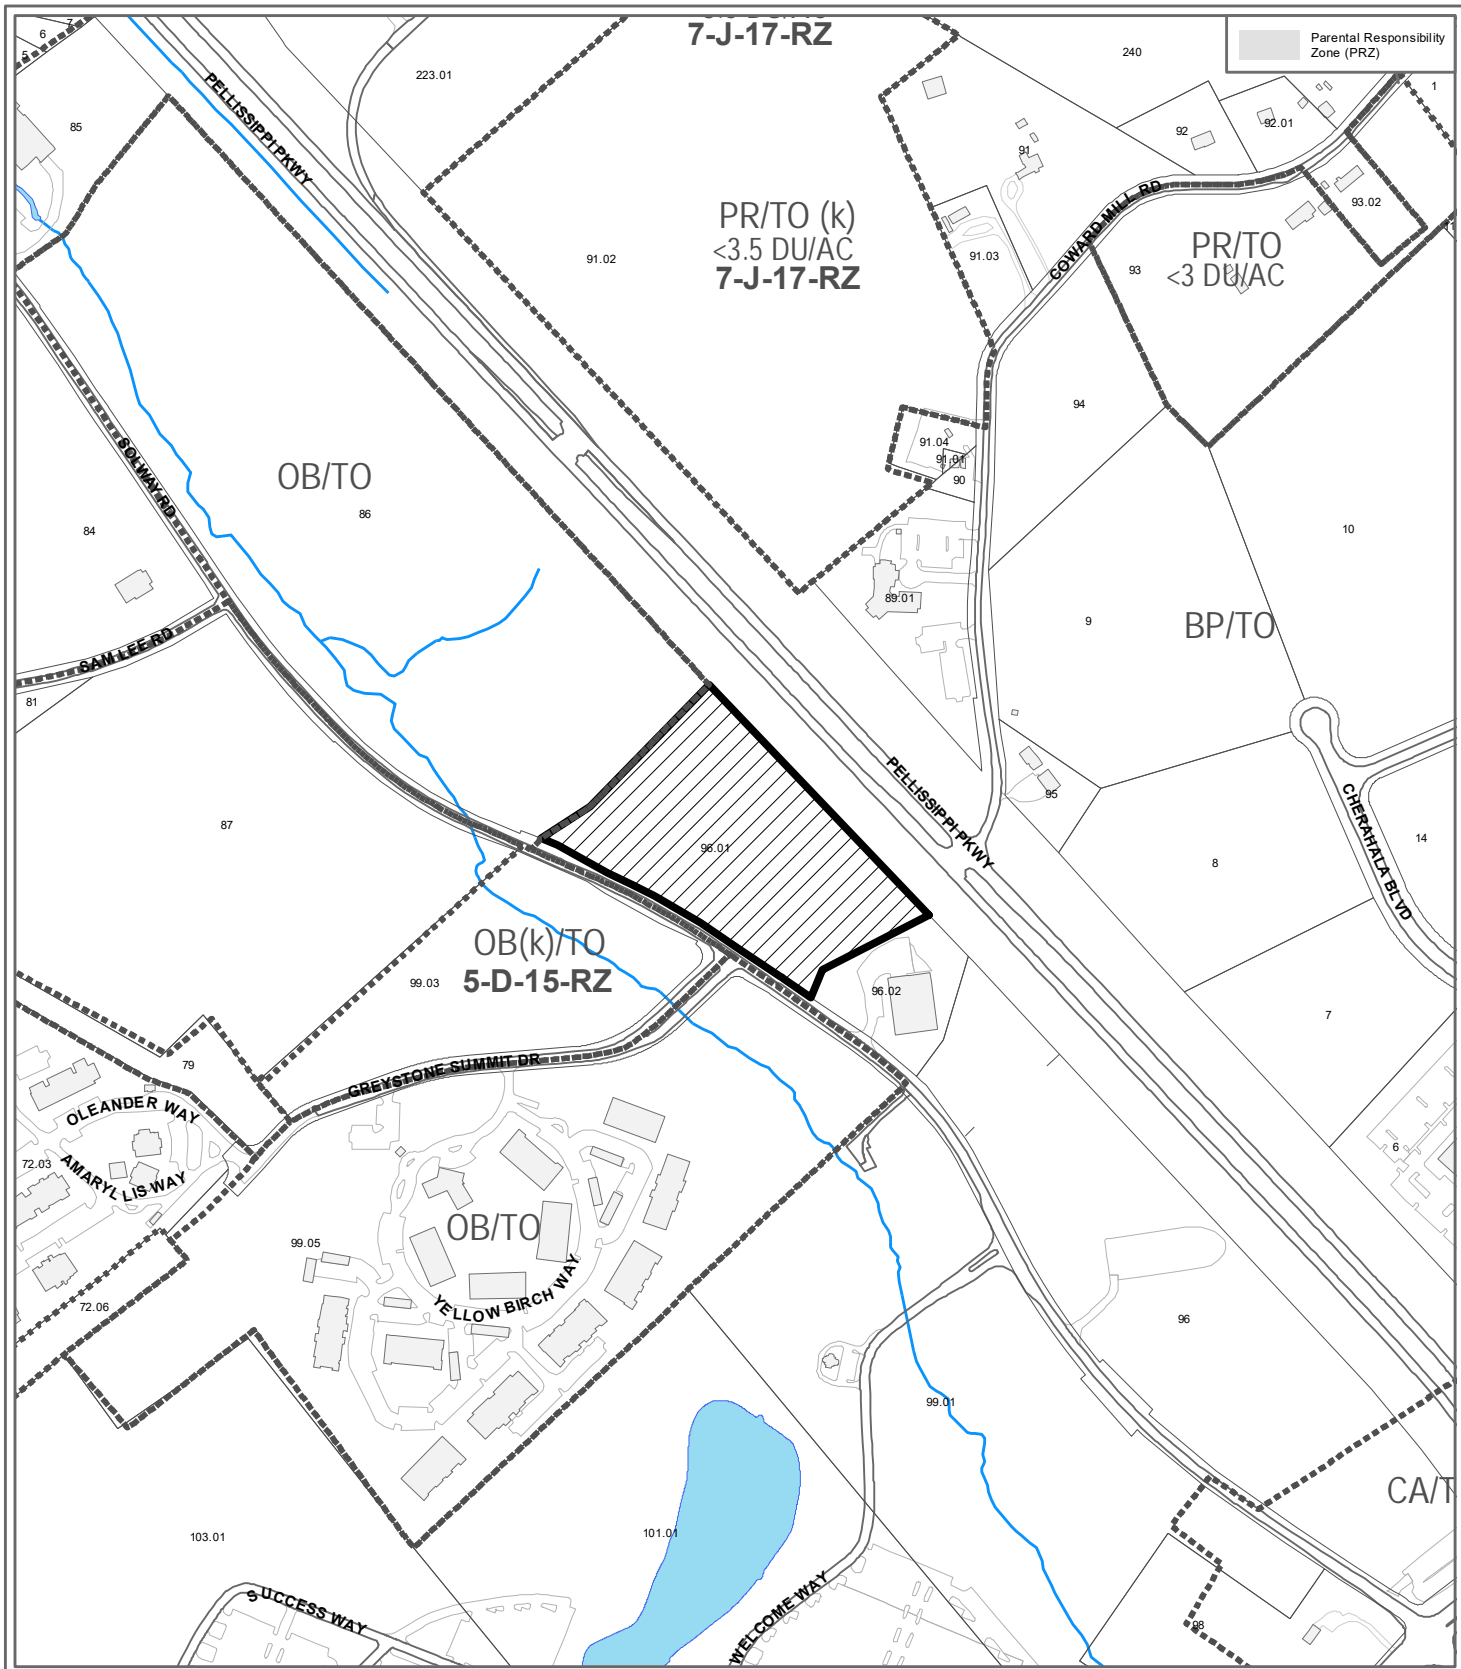 7-J-17-RZ
Parental Responsibility
Zone (PRZ)
7
6
5
85
223.01
240
1
PELLISSIPPI PKWY
92
92.01
91
COWARD MILL RD
93.02
PR/TO (k)
<3.5 DU/AC
7-J-17-RZ
91.02
91.03
93
PR/TO
<3 DU/AC
11
94
91.04
91.01
90
SOLWAY RD
OB/TO
86
84
10
89.01
9
BP/TO
SAM LEE RD
81
87
96.01
PELLISSIPPI PKWY
95
CHERAHALA BLVD
14
8
OB(k)/TO
5-D-15-RZ
99.03
96.02
7
79
GREYSTONE SUMMIT DR
OLEANDER WAY
AMARYLLIS WAY
72.03
6
OB/TO
99.05
YELLOW BIRCH WAY
72.06
96
99.01
CA/T
103.01
101.01
SUCCESS WAY
WELCOME WAY
98